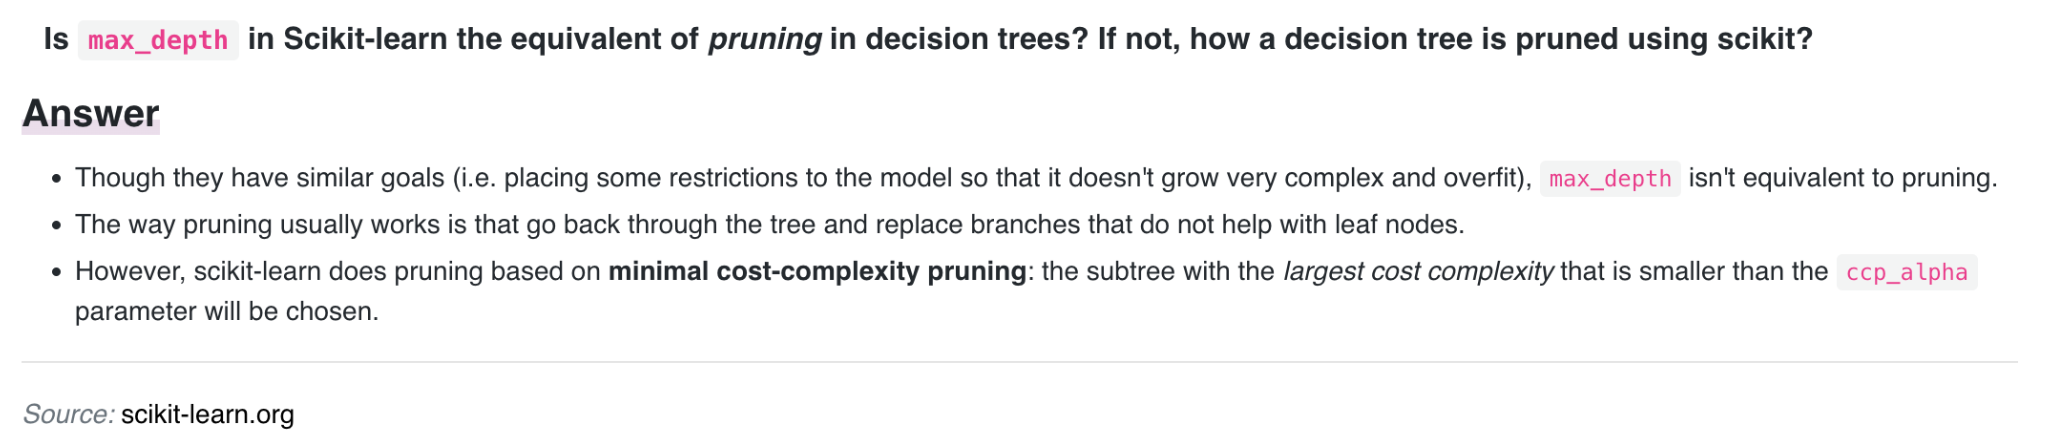 Is max_depth in Scikit-learn the equivalent of pruning in decision trees? If not, how a decision tree is pruned using scikit?
Answer
• Though they have similar goals (i.e. placing some restrictions to the model so that it doesn't grow very complex and overfit), max_depth isn't equivalent to pruning.
• The way pruning usually works is that go back through the tree and replace branches that do not help with leaf nodes.
• However, scikit-learn does pruning based on minimal cost-complexity pruning: the subtree with the largest cost complexity that is smaller than the ccp_alpha
parameter will be chosen.
Source: scikit-learn.org